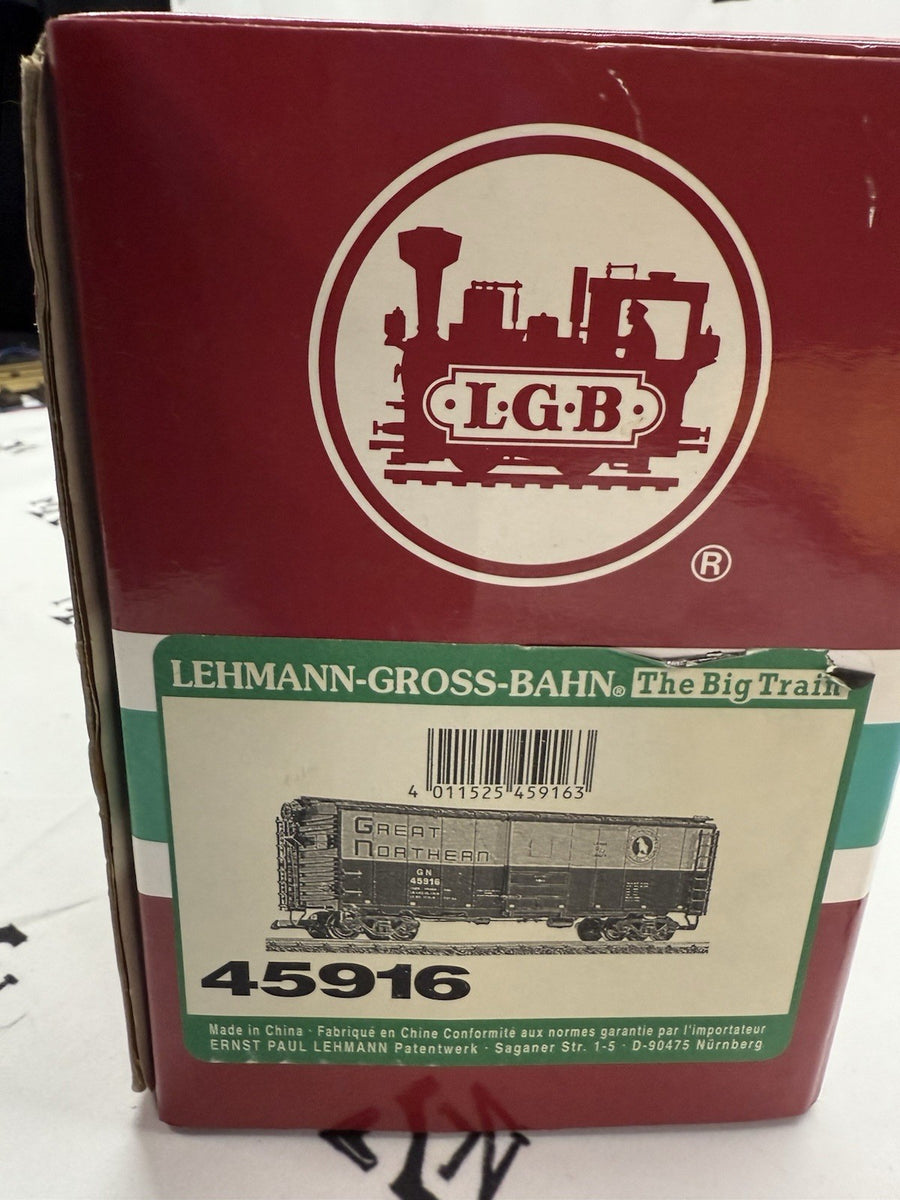 L·G·B
®
LEHMANN-GROSS-BAHN® The Big Train
4 011525 459163
GREAT
NORTHERN
GN
45916
45916
Made in China · Fabriqué en Chine Conformité aux normes garantie par l'importateur
ERNST PAUL LEHMANN Patentwerk · Saganer Str. 1-5 · D-90475 Nürnberg